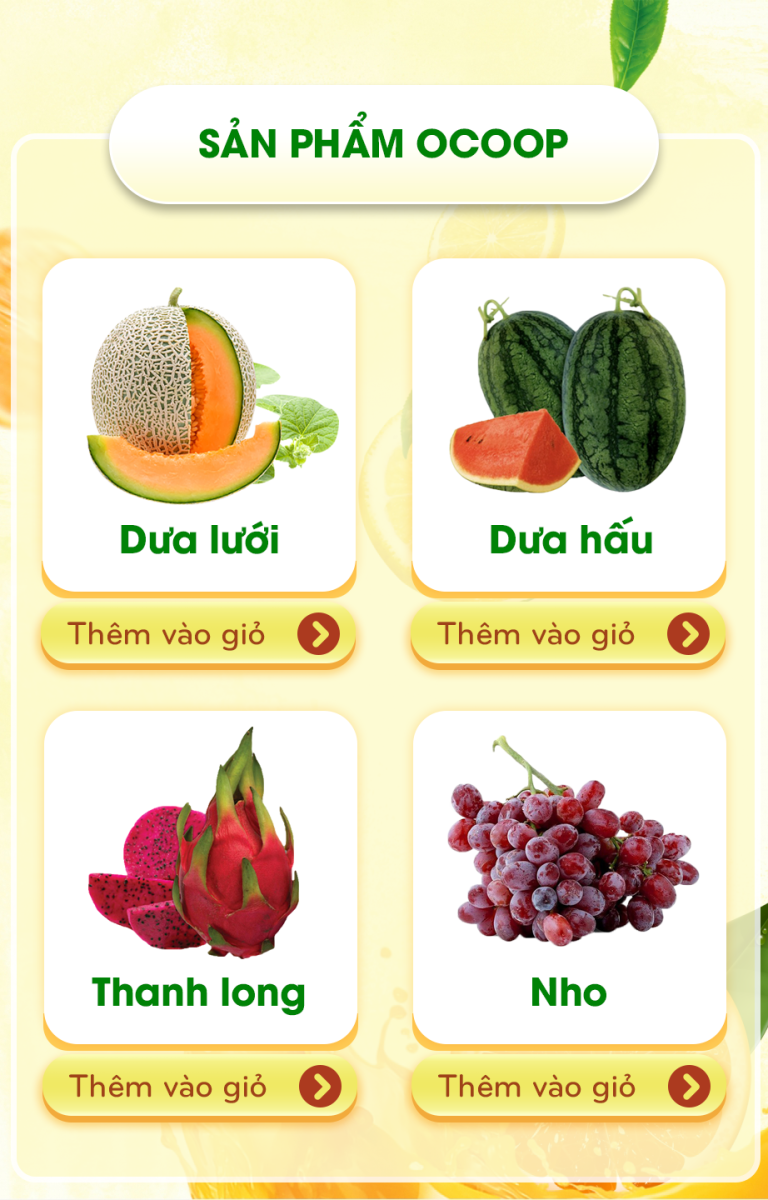 SẢN PHẨM OCOOP
Dưa lưới
Dưa hấu
Thêm vào giỏ
Thêm vào giỏ
Thanh long
Nho
Thêm vào giỏ
Thêm vào giỏ